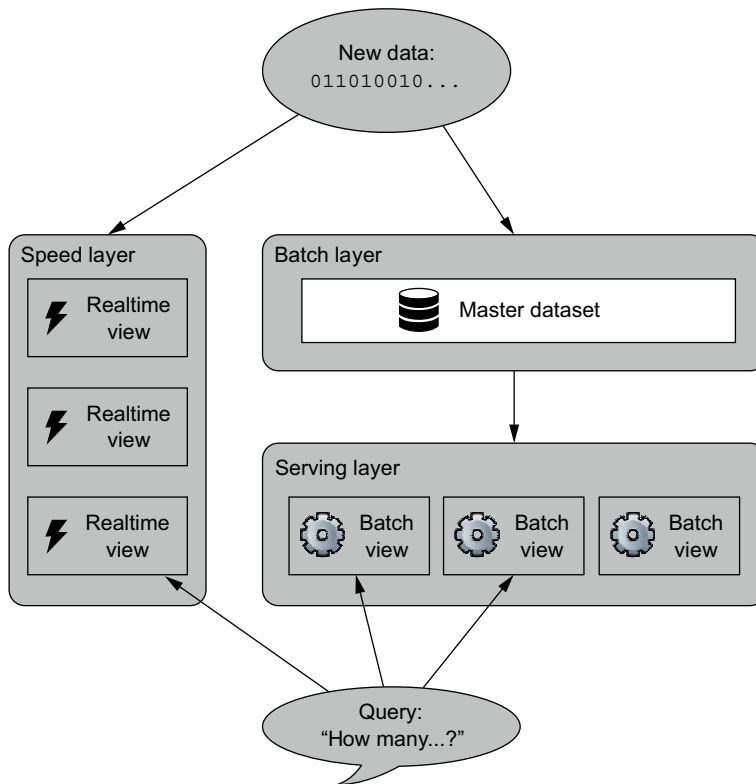 New data:
011010010...
Speed layer
Realtime
view
Realtime
view
Realtime
view
Batch layer
Master dataset
Serving layer
Batch
view
Batch
view
Batch
view
Query:
“How many...?”